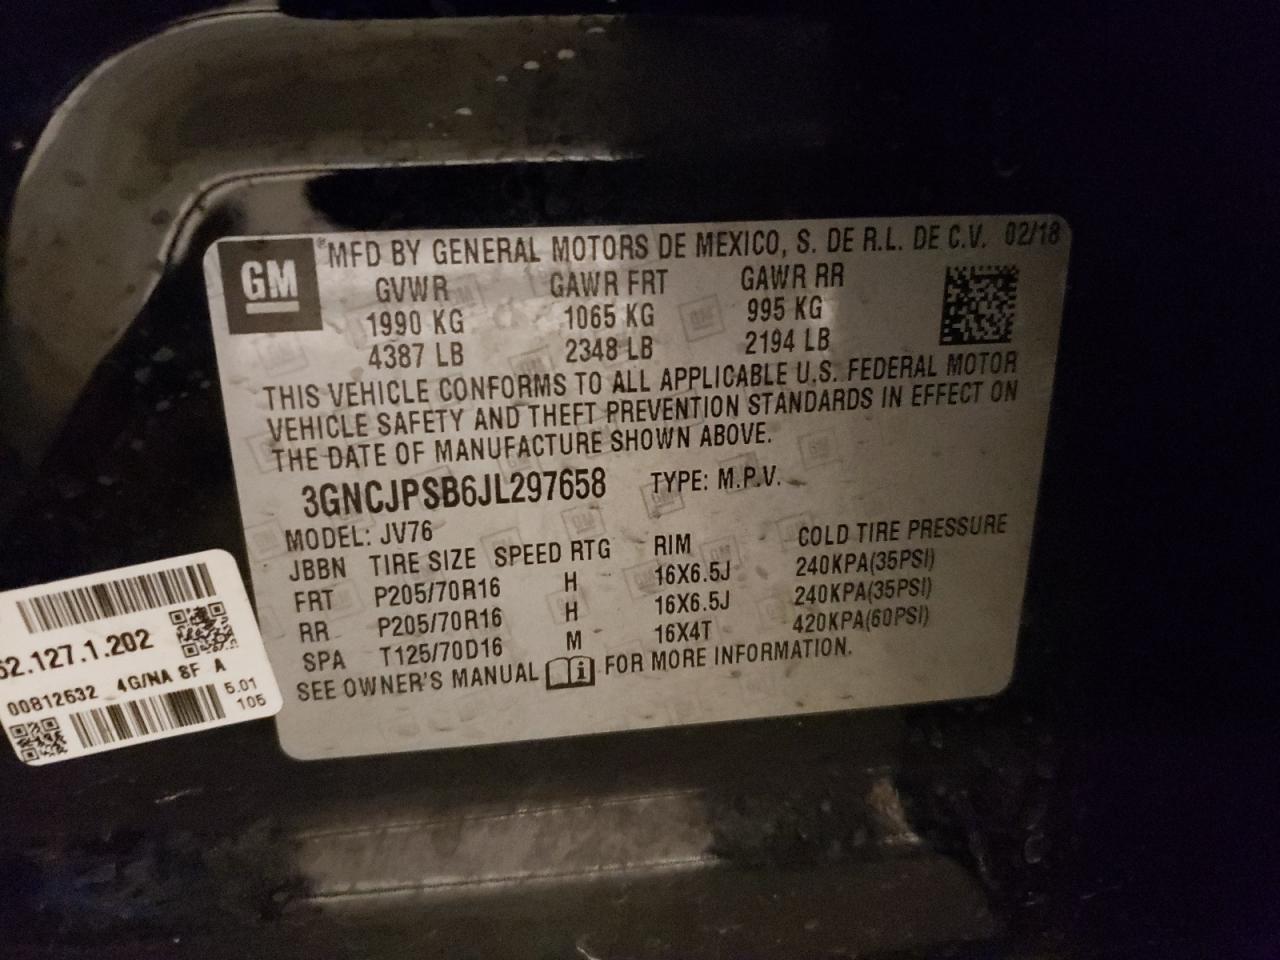 GM
®MFD BY GENERAL MOTORS DE MEXICO, S. DE R.L. DE C.V. 02/18
GVWR GAWR FRT GAWR RR
1990 KG 1065 KG 995 KG
4387 LB 2348 LB 2194 LB
THIS VEHICLE CONFORMS TO ALL APPLICABLE U.S. FEDERAL MOTOR
VEHICLE SAFETY AND THEFT PREVENTION STANDARDS IN EFFECT ON
THE DATE OF MANUFACTURE SHOWN ABOVE.
3GNCJPSB6JL297658 TYPE: M.P.V.
MODEL: JV76
JBBN TIRE SIZE SPEED RTG RIM COLD TIRE PRESSURE
FRT P205/70R16 H 16X6.5J 240KPA(35PSI)
RR P205/70R16 H 16X6.5J 240KPA(35PSI)
SPA T125/70D16 M 16X4T 420KPA(60PSI)
SEE OWNER'S MANUAL i FOR MORE INFORMATION.
62.127.1.202
00812632 4G/NA 8F A
5.01
105